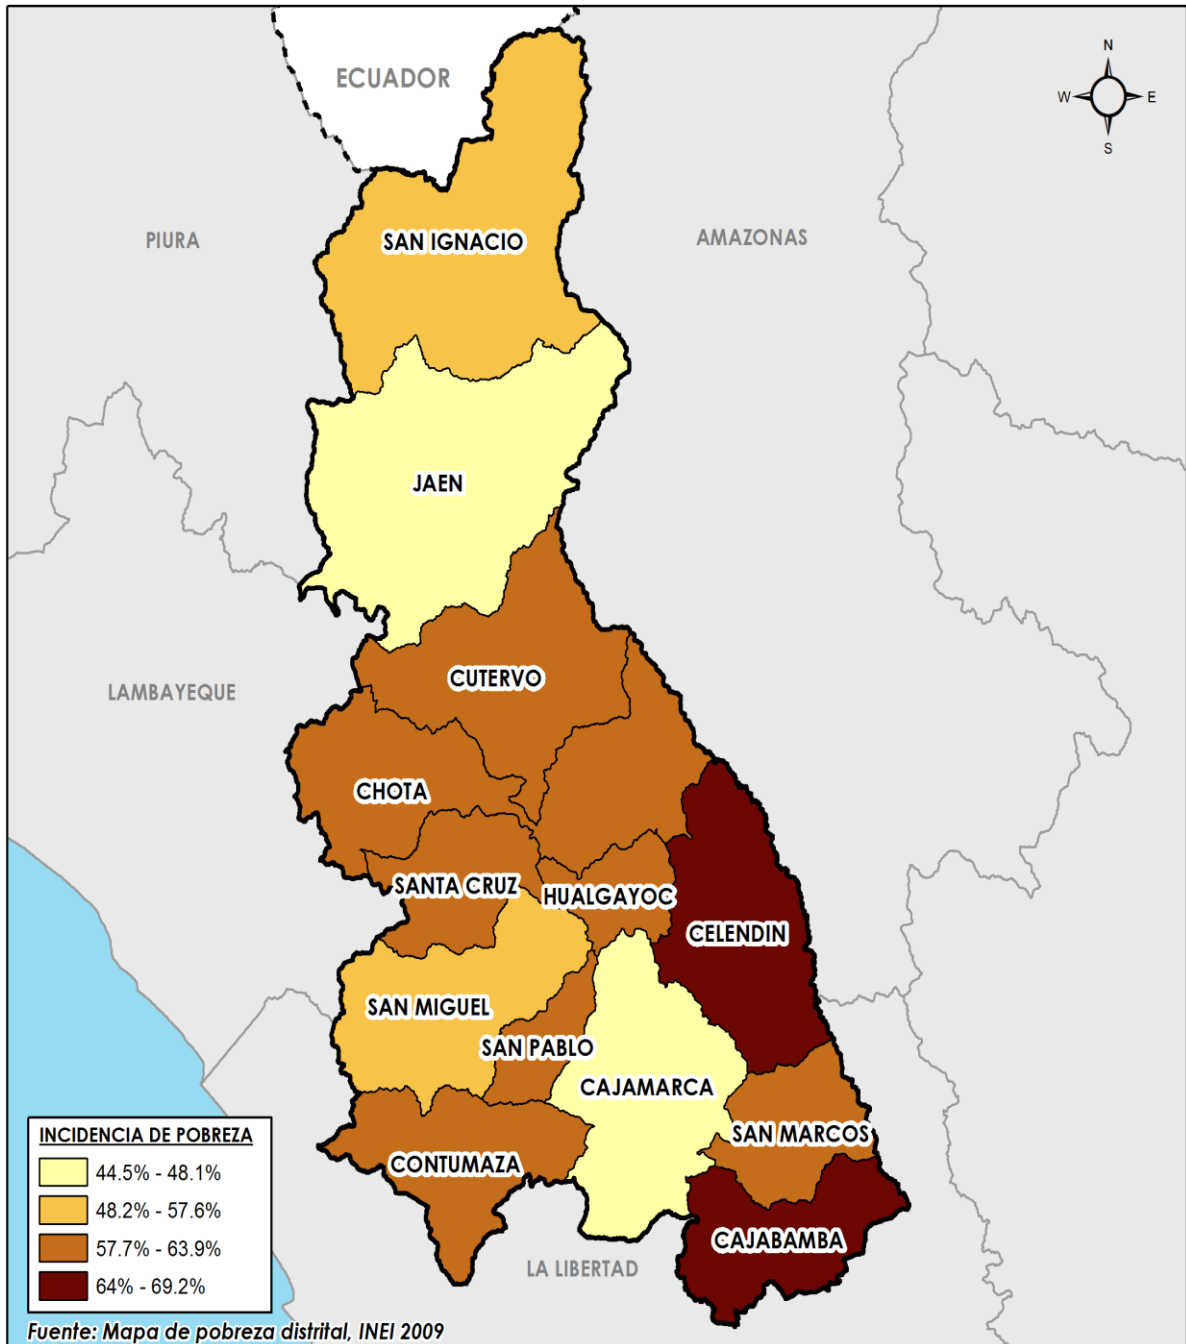 ECUADOR
N
W
E
S
PIURA
SAN IGNACIO
AMAZONAS
JAEN
CUTERVO
LAMBAYEQUE
CHOTA
SANTA CRUZ
HUALGAYOC
CELENDIN
SAN MIGUEL
SAN PABLO
CAJAMARCA
SAN MARCOS
CONTUMAZA
CAJABAMBA
LA LIBERTAD
INCIDENCIA DE POBREZA
44.5% - 48.1%
48.2% - 57.6%
57.7% - 63.9%
64% - 69.2%
Fuente: Mapa de pobreza distrital, INEI 2009